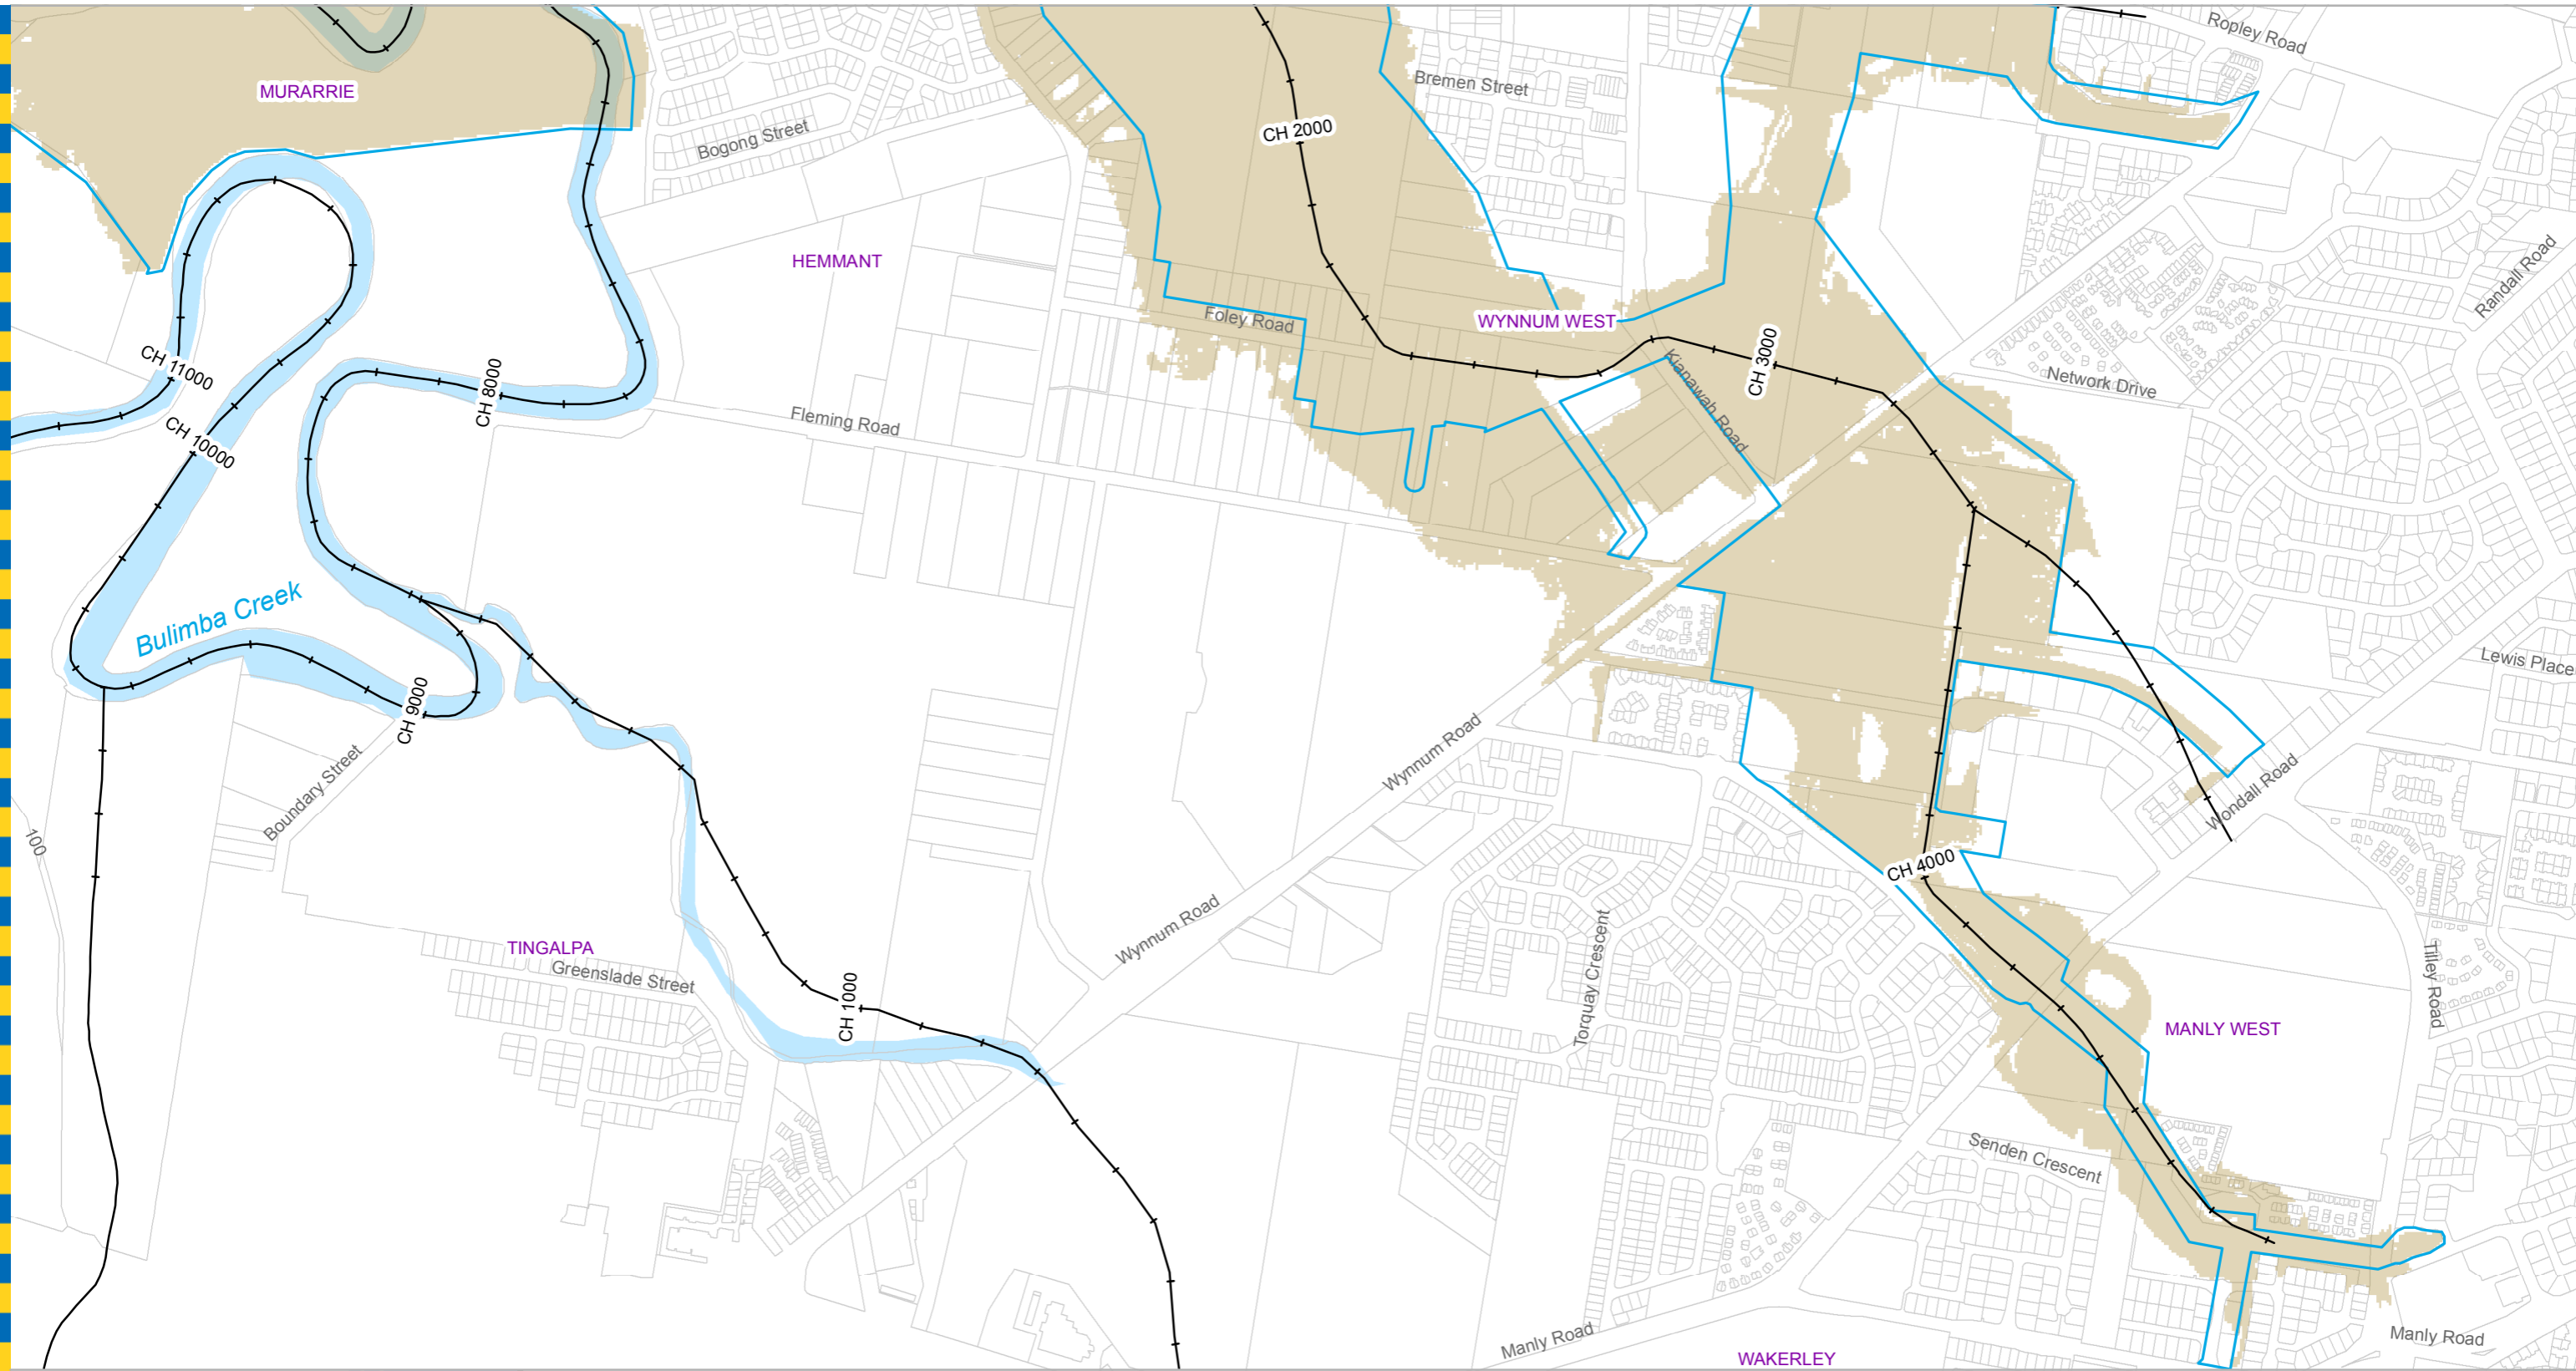 Ropley Road
MURARRIE
Bremen Street
CH 2000
Bogong Street
HEMMANT
Randall Road
Foley Road
WYNNUM WEST
CH 11000
CH 3000
Kianawah Road
Network Drive
CH 8000
Fleming Road
CH 10000
Bulimba Creek
Lewis Place
CH 9000
Wynnum Road
Boundary Street
Wondall Road
100
CH 4000
Wynnum Road
TINGALPA
Greenslade Street
Torquay Crescent
Tilley Road
CH 1000
MANLY WEST
Senden Crescent
Manly Road
Manly Road
WAKERLEY